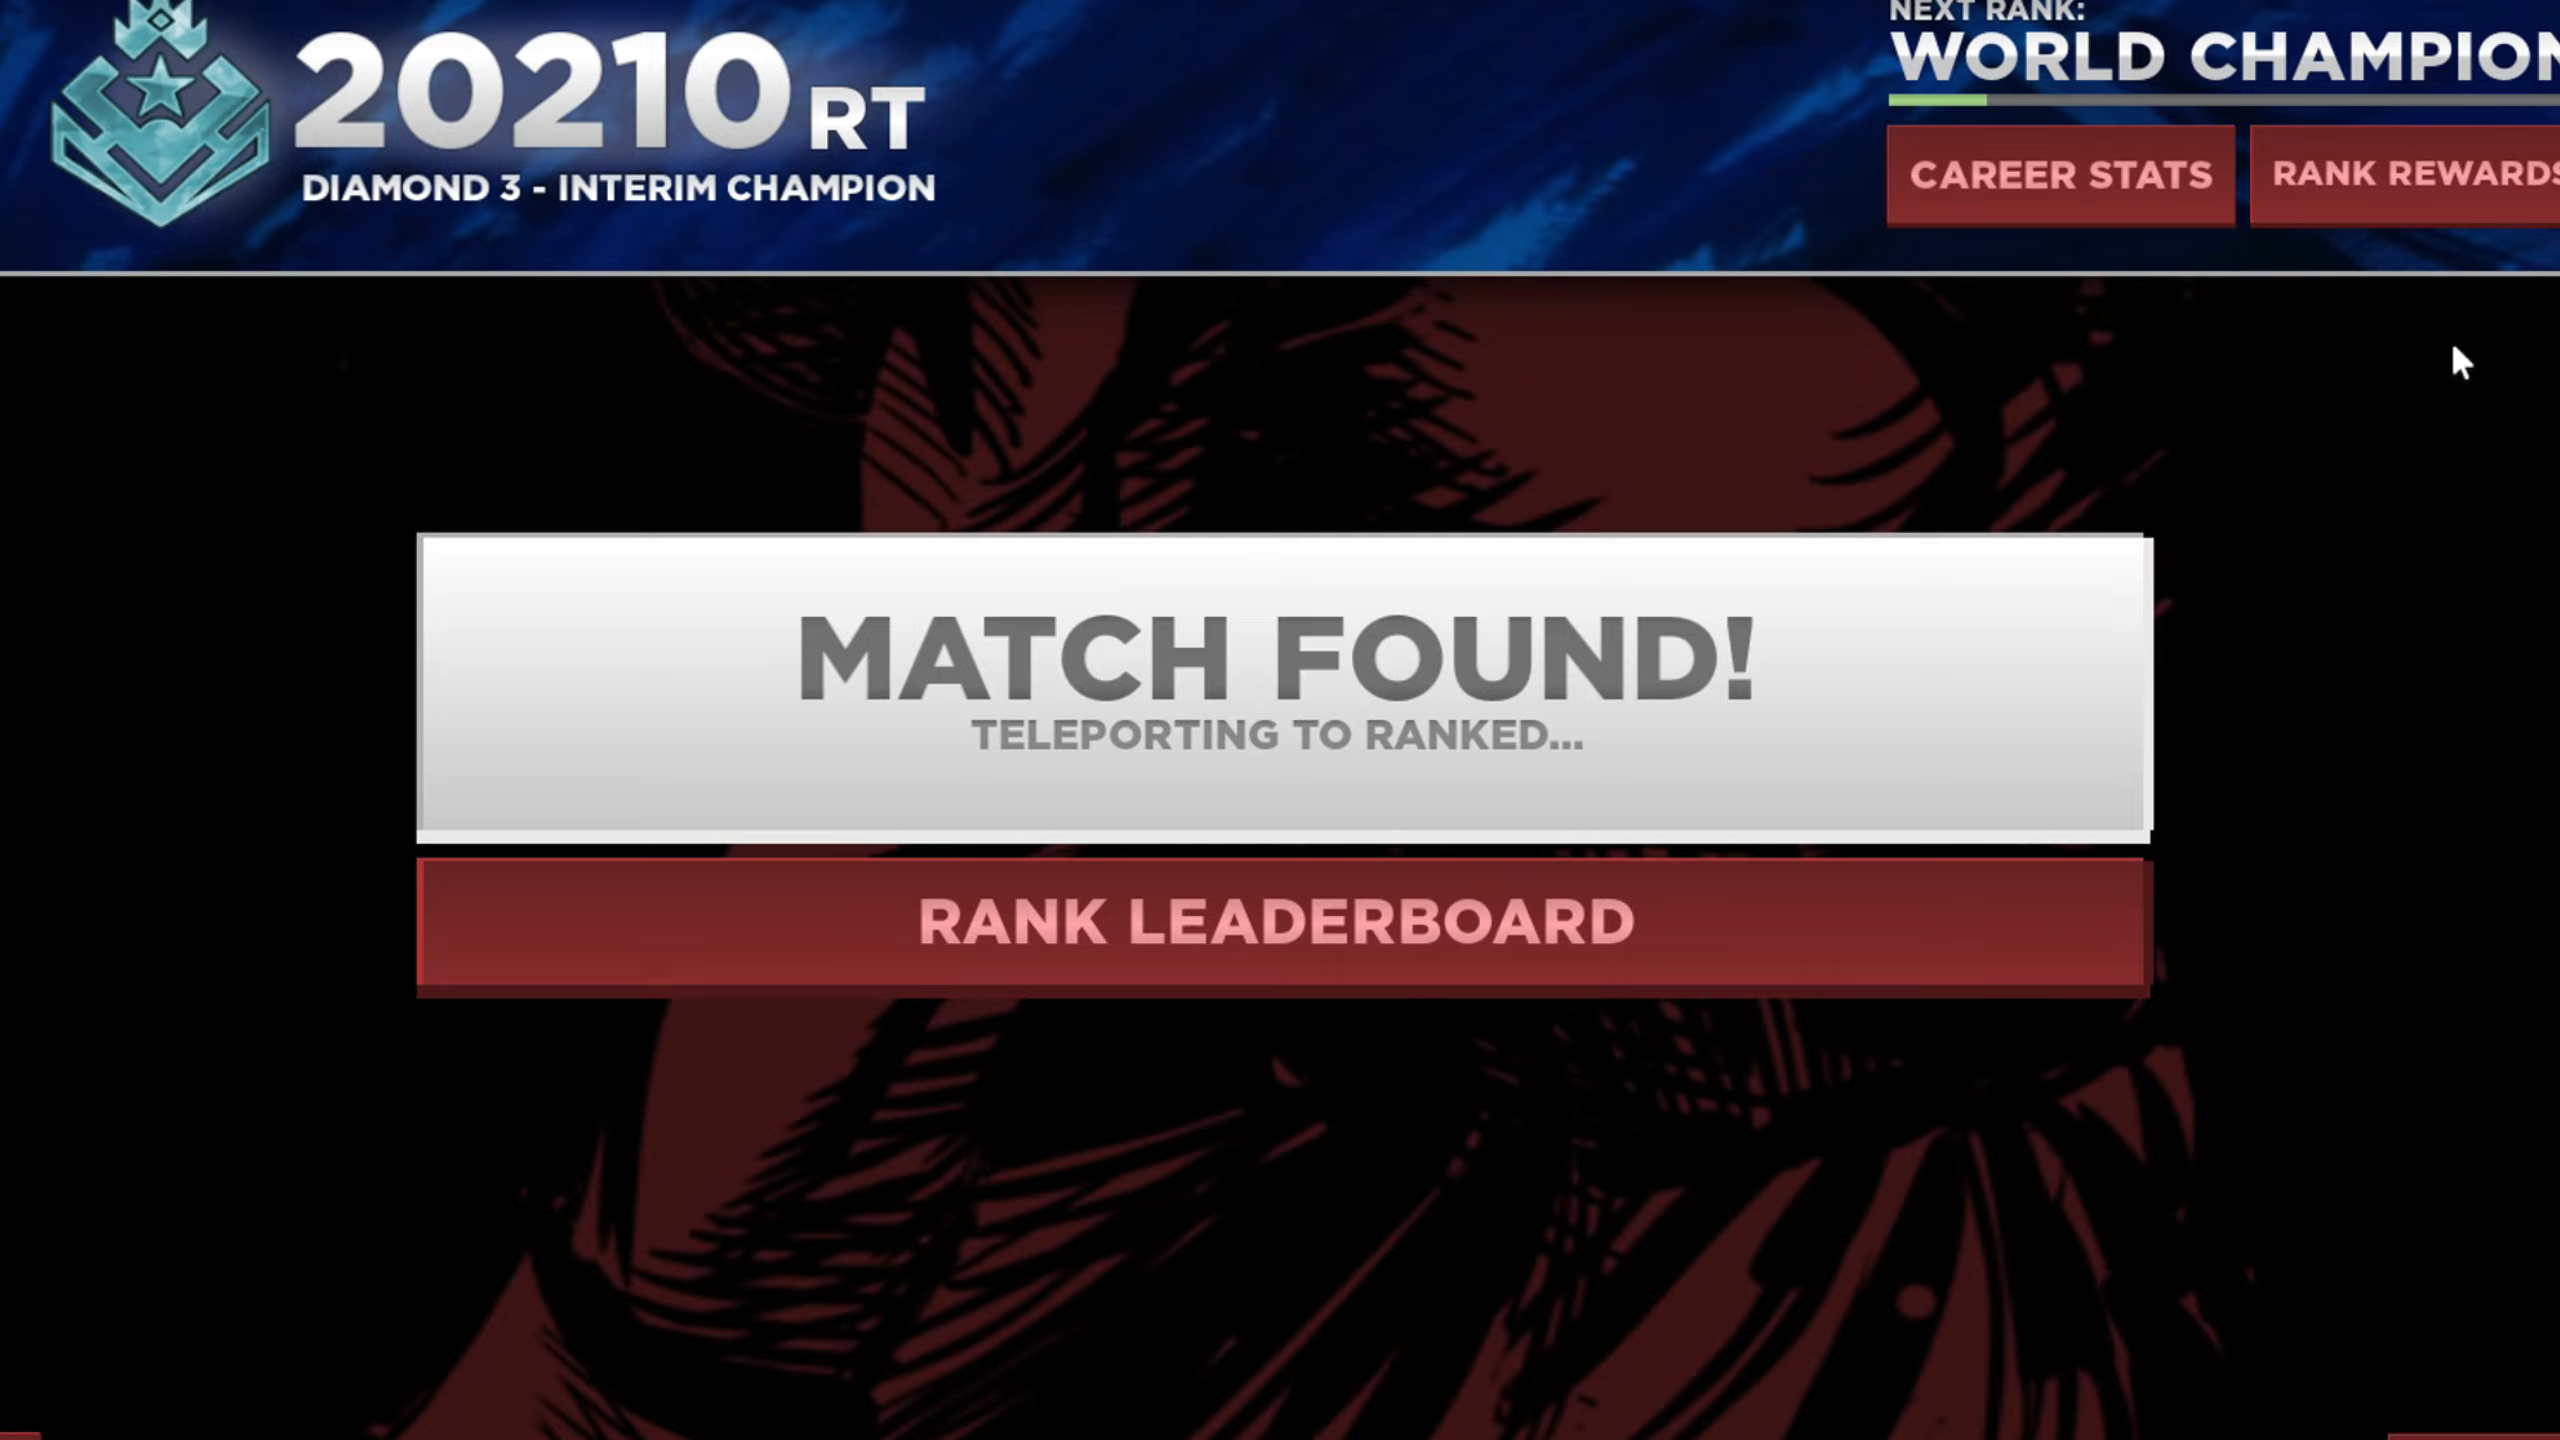 NEXT RANK:
20210 RT
WORLD CHAMPION
DIAMOND 3 - INTERIM CHAMPION
CAREER STATS
RANK REWARDS
MATCH FOUND!
TELEPORTING TO RANKED...
RANK LEADERBOARD